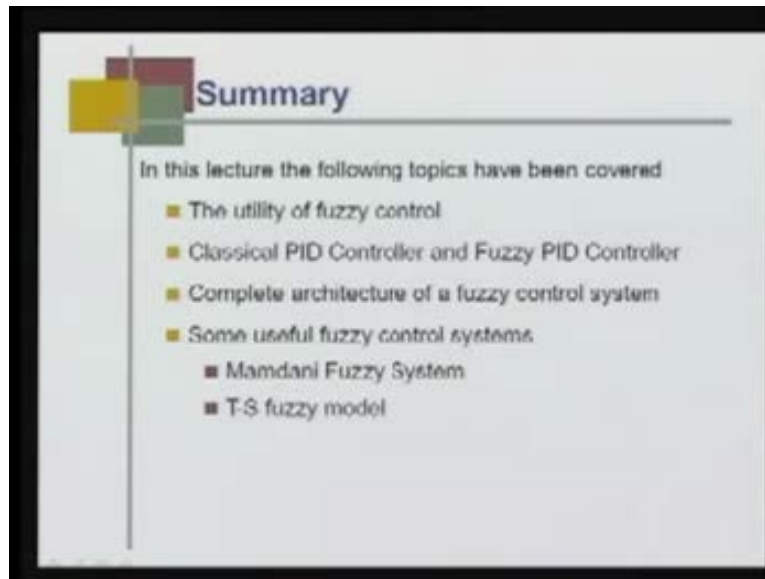 Summary
In this lecture the following topics have been covered
The utility of fuzzy control
Classical PID Controller and Fuzzy PID Controller
Complete architecture of a fuzzy control system
Some useful fuzzy control systems
Mamdani Fuzzy System
T-S fuzzy model